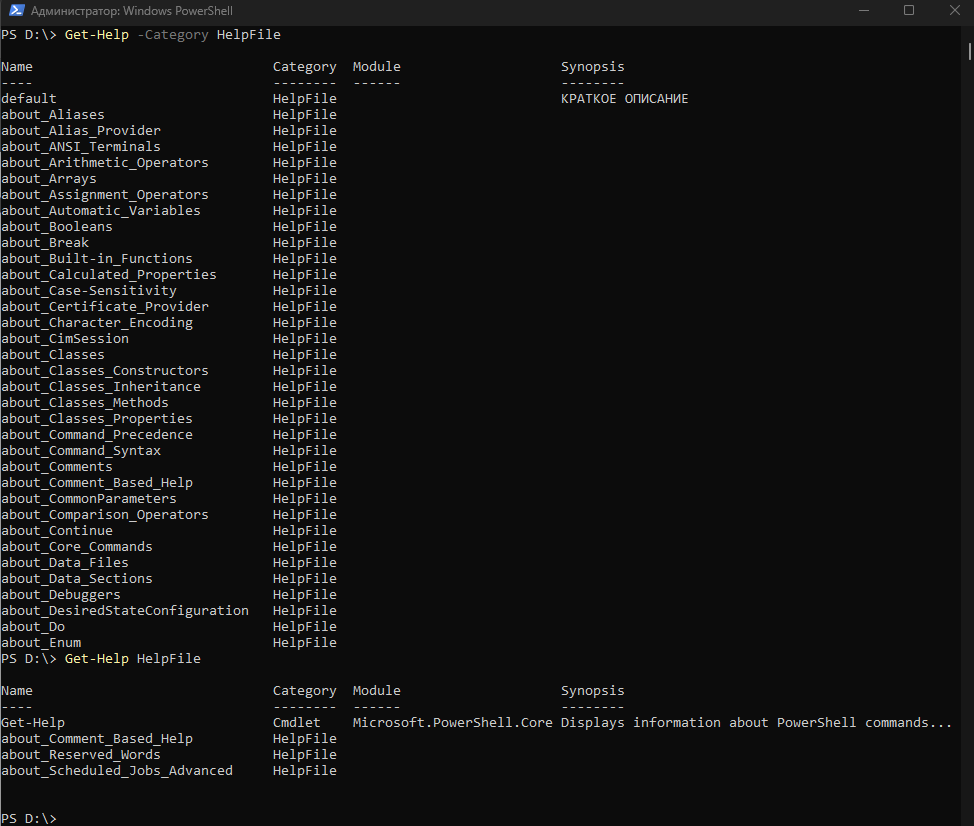 Администратор: Windows PowerShell
PS D:\> Get-Help -Category HelpFile
Name Category Module Synopsis
---- -------- ------ --------
default HelpFile КРАТКОЕ ОПИСАНИЕ
about_Aliases HelpFile
about_Alias_Provider HelpFile
about_ANSI_Terminals HelpFile
about_Arithmetic_Operators HelpFile
about_Arrays HelpFile
about_Assignment_Operators HelpFile
about_Automatic_Variables HelpFile
about_Booleans HelpFile
about_Break HelpFile
about_Built-in_Functions HelpFile
about_Calculated_Properties HelpFile
about_Case-Sensitivity HelpFile
about_Certificate_Provider HelpFile
about_Character_Encoding HelpFile
about_CimSession HelpFile
about_Classes HelpFile
about_Classes_Constructors HelpFile
about_Classes_Inheritance HelpFile
about_Classes_Methods HelpFile
about_Classes_Properties HelpFile
about_Command_Precedence HelpFile
about_Command_Syntax HelpFile
about_Comments HelpFile
about_Comment_Based_Help HelpFile
about_CommonParameters HelpFile
about_Comparison_Operators HelpFile
about_Continue HelpFile
about_Core_Commands HelpFile
about_Data_Files HelpFile
about_Data_Sections HelpFile
about_Debuggers HelpFile
about_DesiredStateConfiguration HelpFile
about_Do HelpFile
about_Enum HelpFile
PS D:\> Get-Help HelpFile
Name Category Module Synopsis
---- -------- ------ --------
Get-Help Cmdlet Microsoft.PowerShell.Core Displays information about PowerShell commands...
about_Comment_Based_Help HelpFile
about_Reserved_Words HelpFile
about_Scheduled_Jobs_Advanced HelpFile
PS D:\>